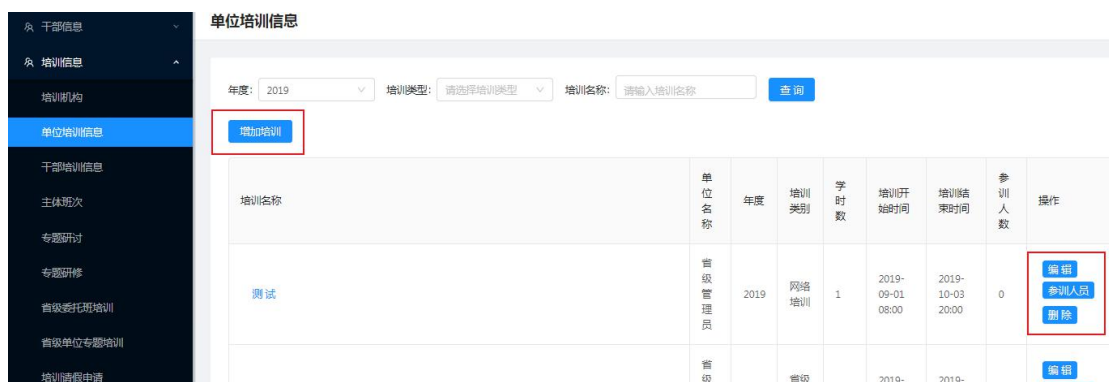 干部信息
单位培训信息
培训信息
培训机构
年度: 2019 培训类型: 请选择培训类型 培训名称: 请输入培训名称 查询
单位培训信息
增加培训
干部培训信息
主体班次
专题研讨
专题研修
省级委托班培训
省级单位专题培训
培训请假申请
培训名称 单位名称 年度 培训类别 学时数 培训开始时间 培训结束时间 参训人数 操作
测试 省级管理员 2019 网络培训 1 2019-09-01 08:00 2019-10-03 20:00 0 编辑 参训人员 删除
省级 省级 2019- 2019- 编辑